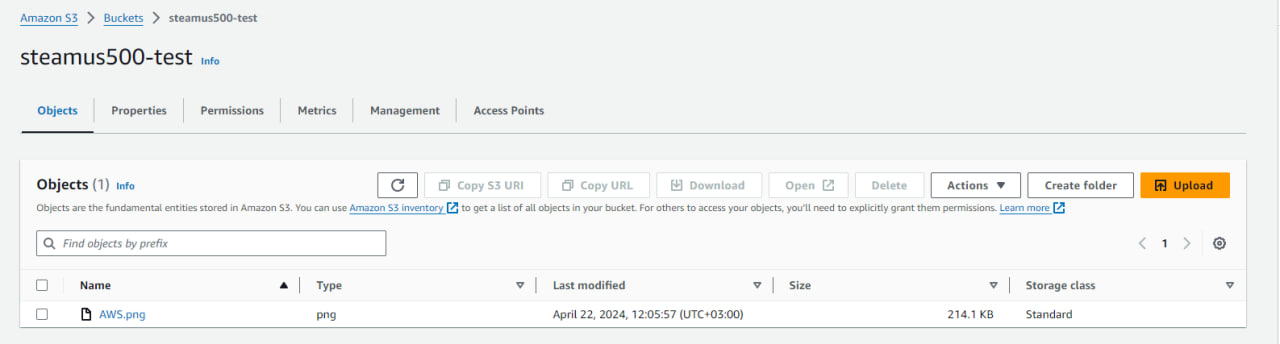 Amazon S3 > Buckets > steamus500-test
steamus500-test Info
Objects Properties Permissions Metrics Management Access Points
Objects (1) Info Copy S3 URI Copy URL Download Open Delete Actions Create folder Upload
Objects are the fundamental entities stored in Amazon S3. You can use Amazon S3 inventory to get a list of all objects in your bucket. For others to access your objects, you'll need to explicitly grant them permissions. Learn more
Find objects by prefix 1
Name Type Last modified Size Storage class
AWS.png png April 22, 2024, 12:05:57 (UTC+03:00) 214.1 KB Standard